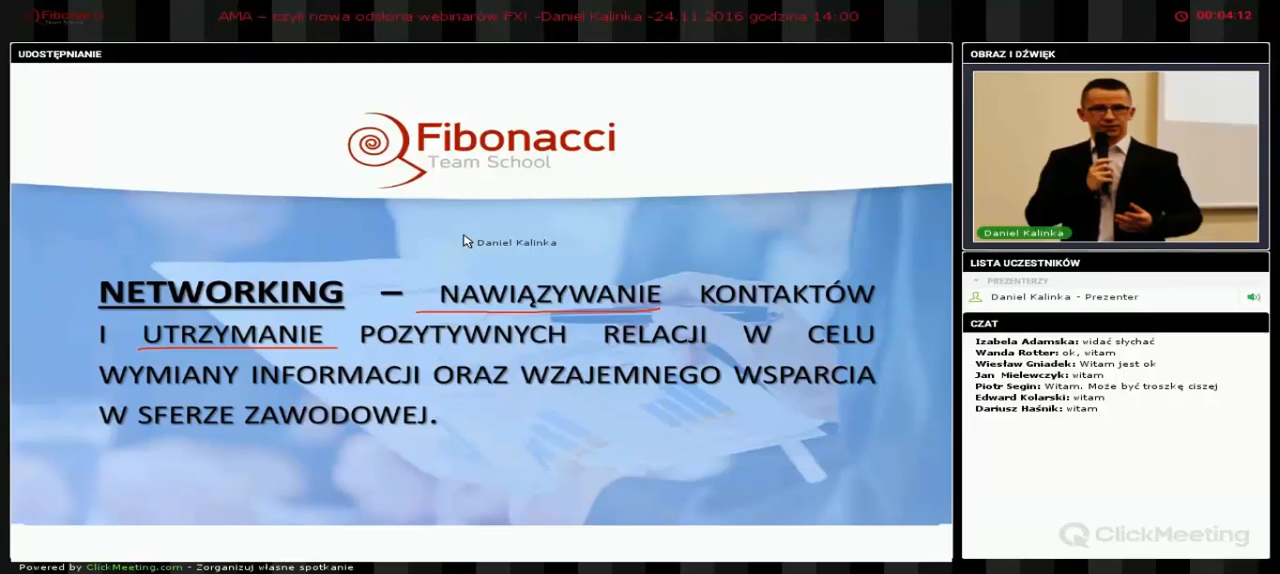 Fibonacci
Team School
AMA – czyli nowa odsłona webinarów FX! -Daniel Kalinka -24.11.2016 godzina 14:00
00:04:12
UDOSTĘPNIANIE
Fibonacci
Team School
Daniel Kalinka
NETWORKING – NAWIĄZYWANIE KONTAKTÓW
I UTRZYMANIE POZYTYWNYCH RELACJI W CELU
WYMIANY INFORMACJI ORAZ WZAJEMNEGO WSPARCIA
W SFERZE ZAWODOWEJ.
OBRAZ I DŹWIĘK
Daniel Kalinka
LISTA UCZESTNIKÓW
PREZENTERZY
Daniel Kalinka - Prezenter
CZAT
Izabela Adamska: widać słychać
Wanda Rotter: ok, witam
Wiesław Gniadek: Witam jest ok
Jan Mielewczyk: witam
Piotr Segin: Witam. Może być troszkę ciszej
Edward Kolarski: witam
Dariusz Haśnik: witam
ClickMeeting
Powered by ClickMeeting.com - Zorganizuj własne spotkanie